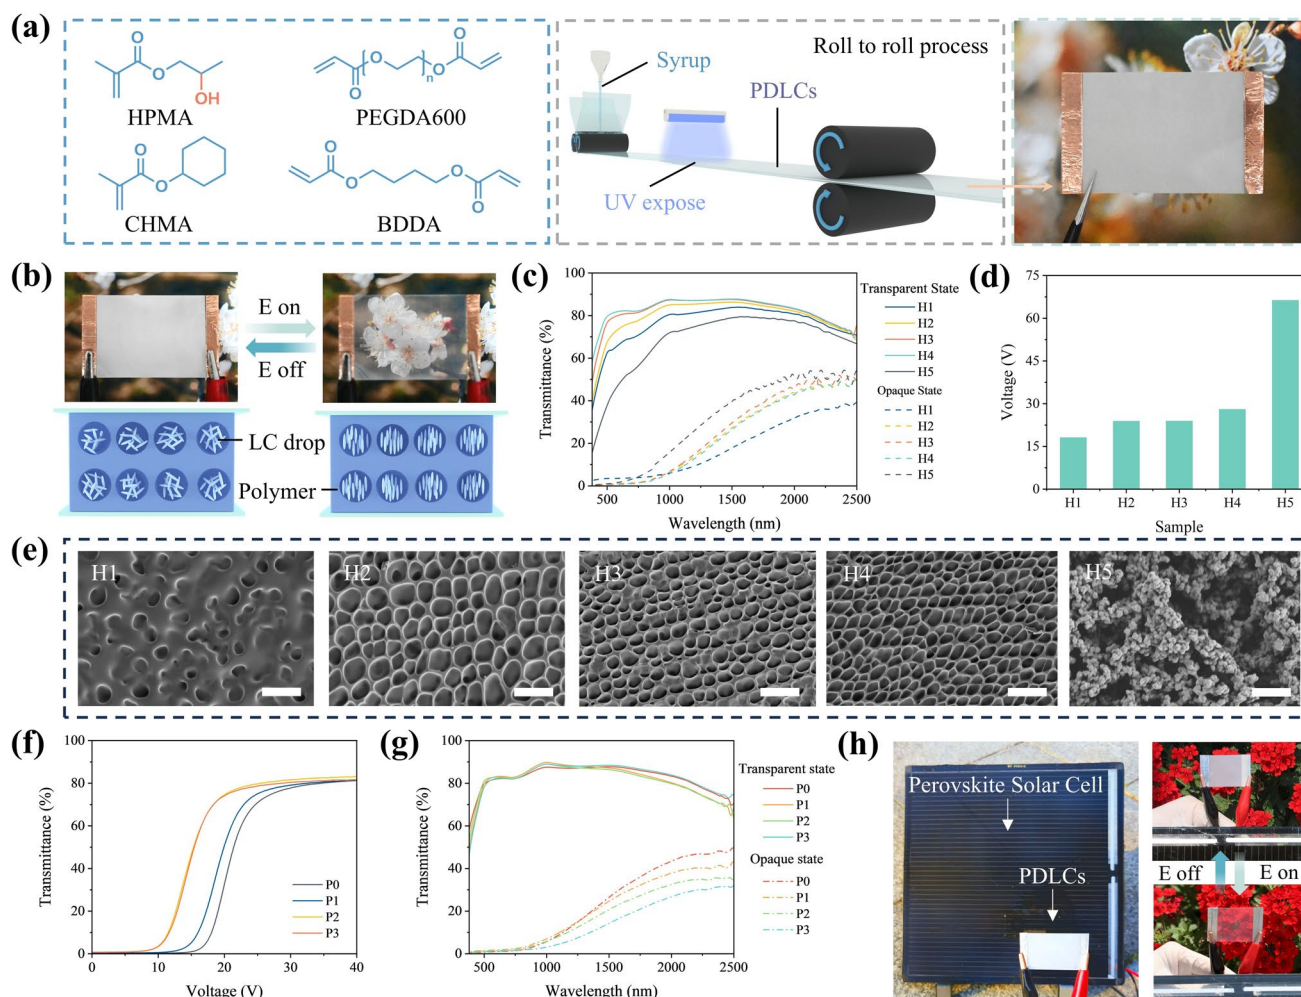 (a)
HPMA
OH
O
O
PEGDA600
O
O
n
O
O
CHMA
O
O
BDDA
O
O
O
O
Roll to roll process
Syrup
PDLCs
UV expose
(b)
E on
E off
LC drop
Polymer
(c)
Transmittance (%)
100
80
60
40
20
0
500 1000 1500 2000 2500
Wavelength (nm)
Transparent State
H1
H2
H3
H4
H5
Opaque State
H1
H2
H3
H4
H5
(d)
Voltage (V)
75
60
45
30
15
0
H1 H2 H3 H4 H5
Sample
(e)
H1
H2
H3
H4
H5
(f)
Transmittance (%)
100
80
60
40
20
0
0 10 20 30 40
Voltage (V)
P0
P1
P2
P3
(g)
Transmittance (%)
100
80
60
40
20
0
500 1000 1500 2000 2500
Wavelength (nm)
Transparent state
P0
P1
P2
P3
Opaque state
P0
P1
P2
P3
(h)
Perovskite Solar Cell
PDLCs
E off
E on